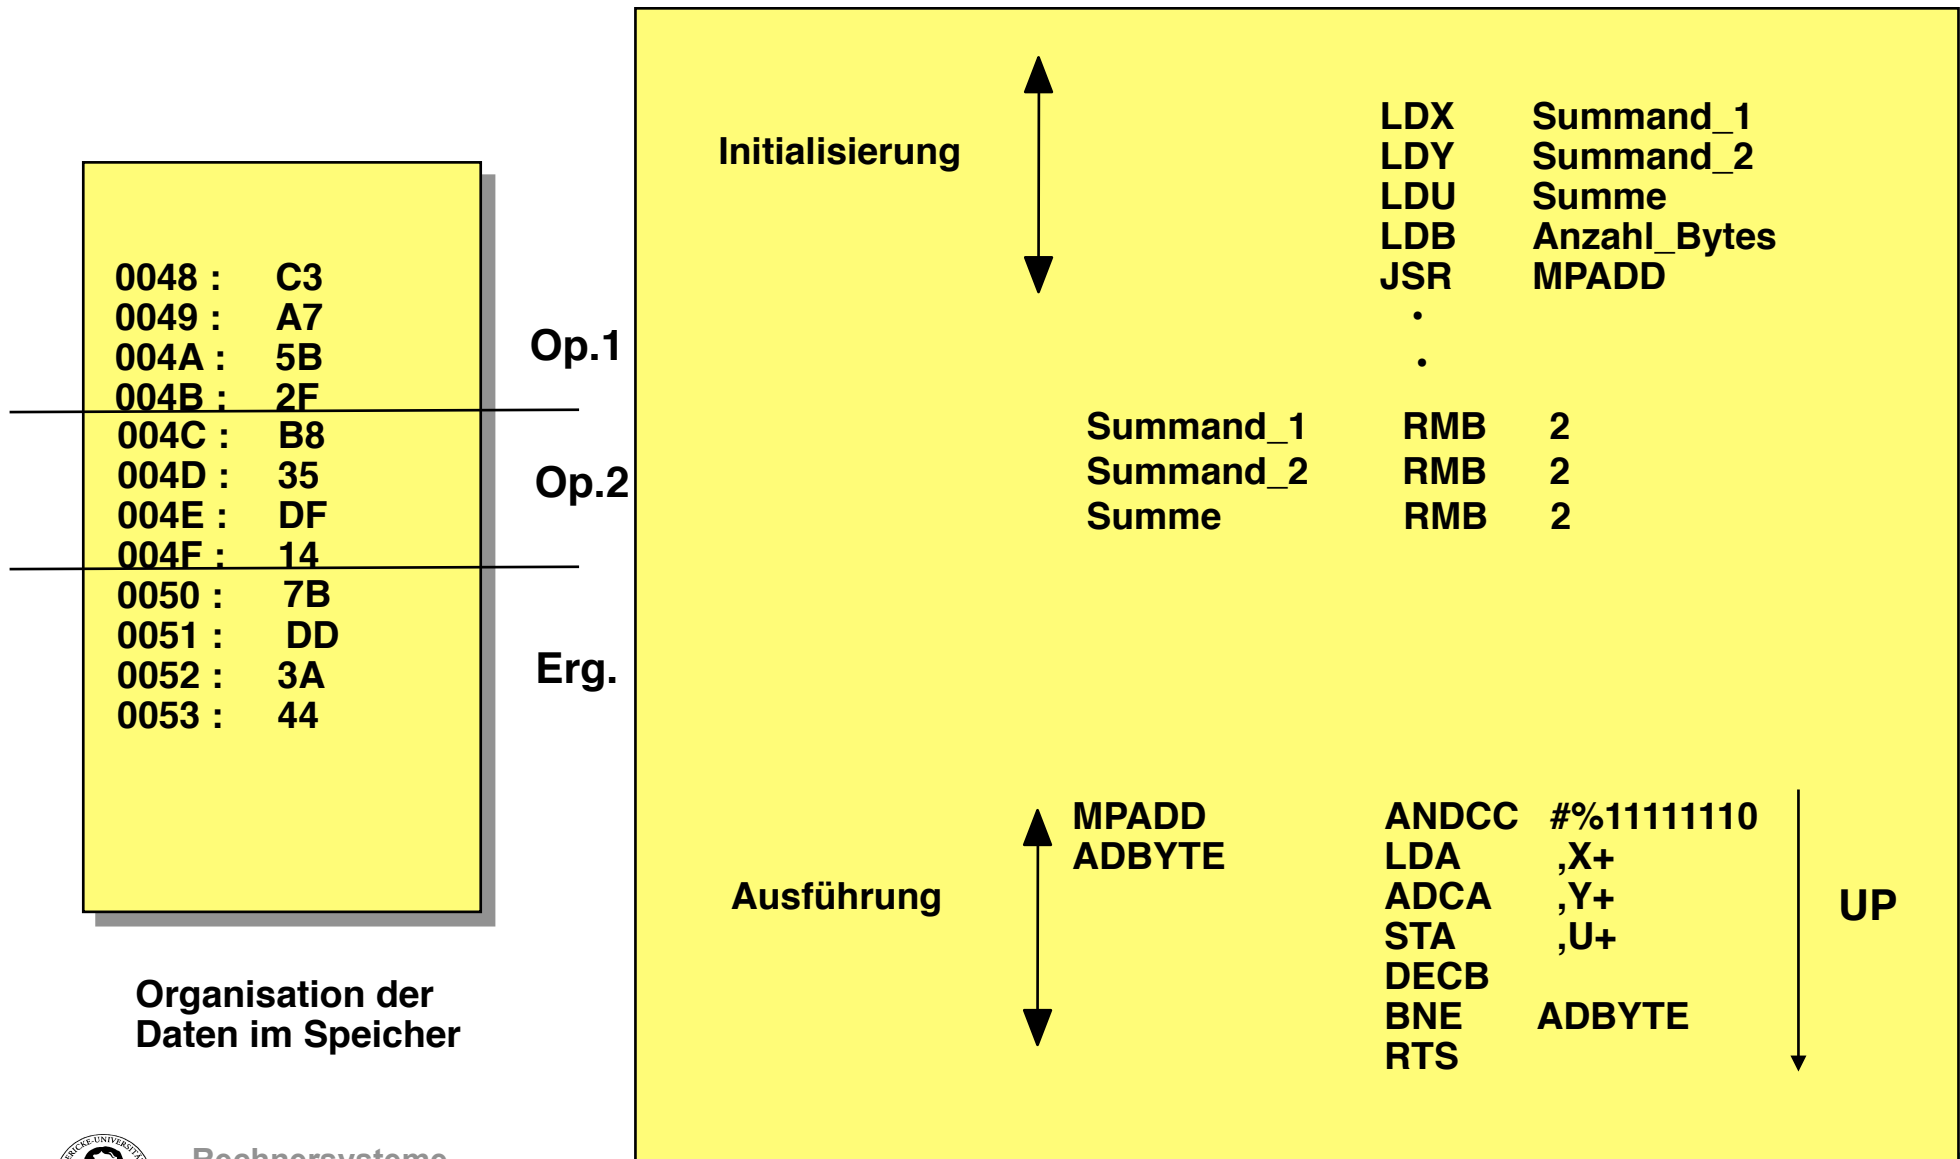 0048 : C3
0049 : A7
004A : 5B
004B : 2F
004C : B8
004D : 35
004E : DF
004F : 14
0050 : 7B
0051 : DD
0052 : 3A
0053 : 44
Op.1
Op.2
Erg.
Organisation der
Daten im Speicher
Initialisierung
LDX Summand_1
LDY Summand_2
LDU Summe
LDB Anzahl_Bytes
JSR MPADD
.
.
Summand_1 RMB 2
Summand_2 RMB 2
Summe RMB 2
Ausführung
MPADD ANDCC #%11111110
ADBYTE LDA ,X+
ADCA ,Y+
STA ,U+
DECB
BNE ADBYTE
RTS
UP
Rechnersysteme